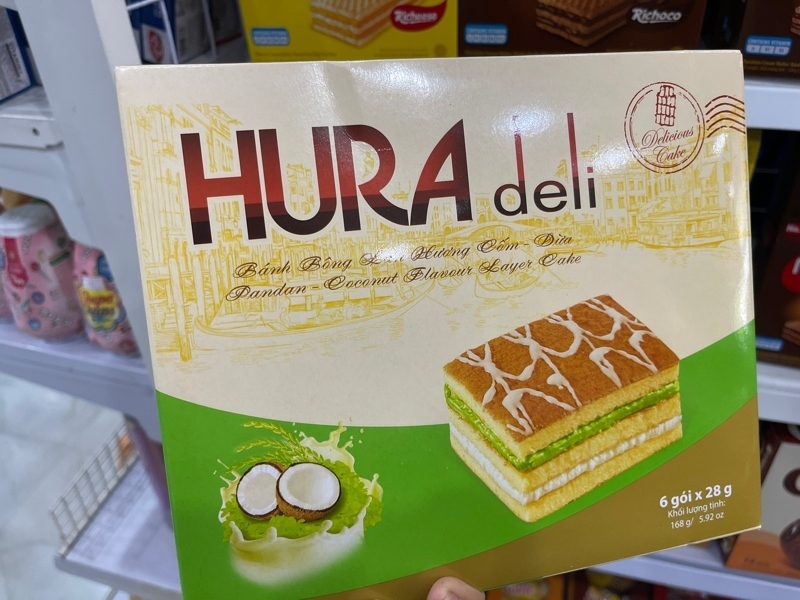 Richeese
Richoco
HURA deli
Delicious
Cake
Bánh Bông Lan Hương Cốm - Dừa
Pandan - Coconut Flavour Layer Cake
6 gói x 28 g
Khối lượng tịnh:
168 g/ 5.92 oz